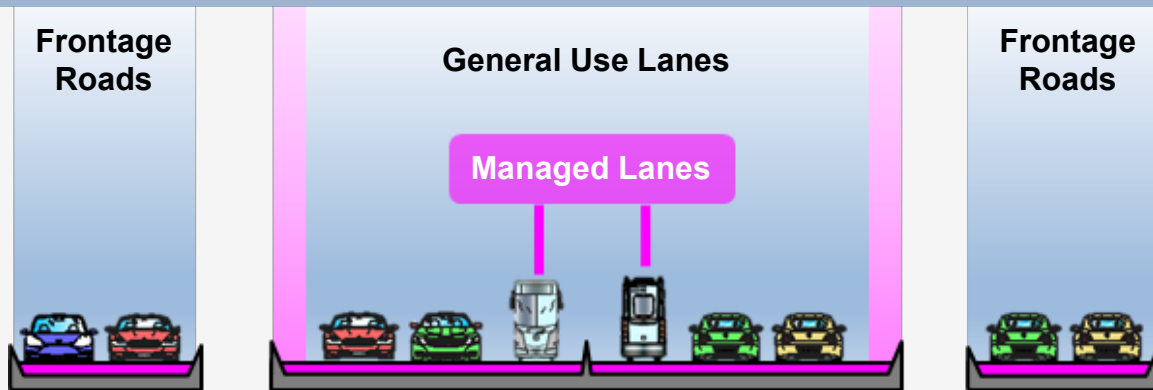 Frontage
Roads
General Use Lanes
Managed Lanes
Frontage
Roads